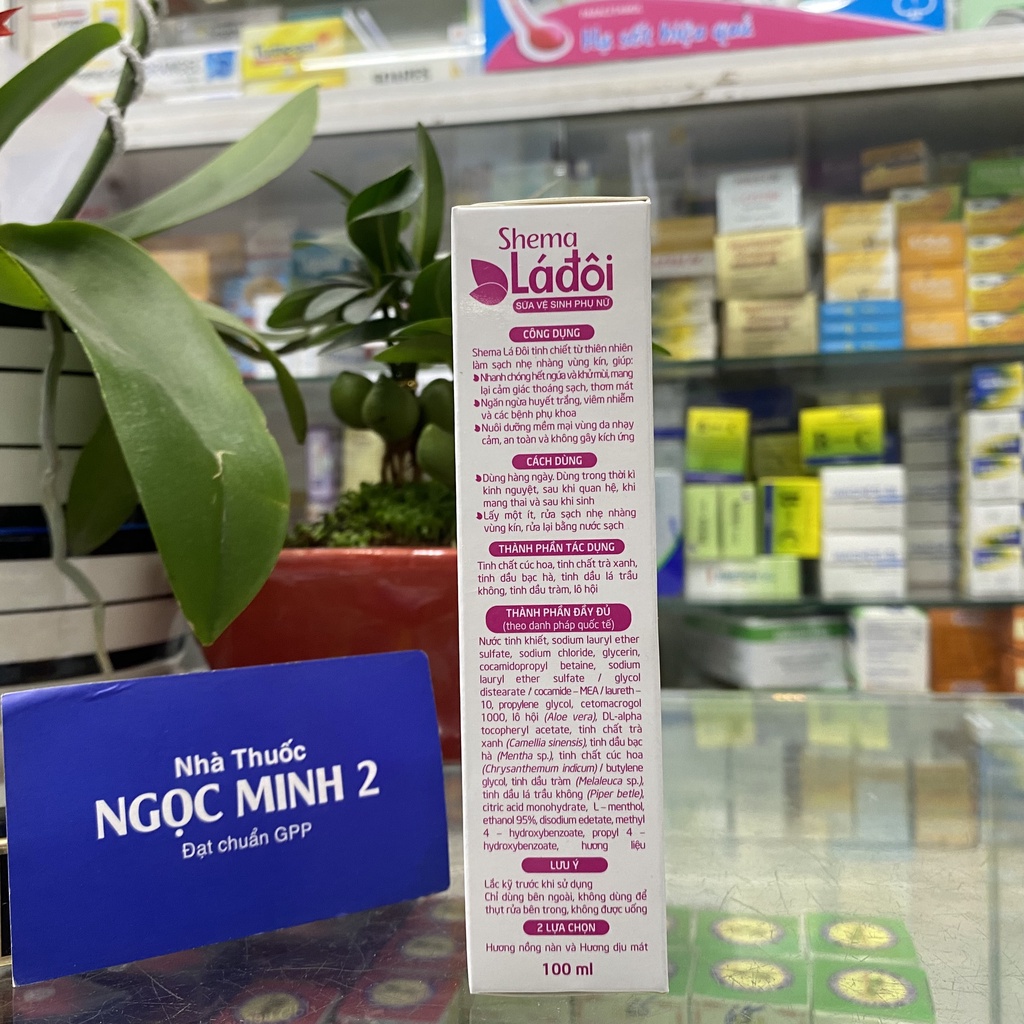 Hạ sốt hiệu quả
Shema
Láđôi
SỮA VỆ SINH PHỤ NỮ
CÔNG DỤNG
Shema Lá Đôi tinh chiết từ thiên nhiên
làm sạch nhẹ nhàng vùng kín, giúp:
Nhanh chóng hết ngứa và khử mùi, mang
lại cảm giác thoáng sạch, thơm mát
Ngăn ngừa huyết trắng, viêm nhiễm
và các bệnh phụ khoa
Nuôi dưỡng mềm mại vùng da nhạy
cảm, an toàn và không gây kích ứng
CÁCH DÙNG
Dùng hàng ngày. Dùng trong thời kì
kinh nguyệt, sau khi quan hệ, khi
mang thai và sau khi sinh
Lấy một ít, rửa sạch nhẹ nhàng
vùng kín, rửa lại bằng nước sạch
THÀNH PHẦN TÁC DỤNG
Tinh chất cúc hoa, tinh chất trà xanh,
tinh dầu bạc hà, tinh dầu lá trầu
không, tinh dầu tràm, lô hội
THÀNH PHẦN ĐẦY ĐỦ
(theo danh pháp quốc tế)
Nước tinh khiết, sodium lauryl ether
sulfate, sodium chloride, glycerin,
cocamidopropyl betaine, sodium
lauryl ether sulfate / glycol
distearate / cocamide – MEA / laureth –
10, propylene glycol, cetomacrogol
1000, lô hội (Aloe vera), DL-alpha
tocopheryl acetate, tinh chất trà
xanh (Camellia sinensis), tinh dầu bạc
hà (Mentha sp.), tinh chất cúc hoa
(Chrysanthemum indicum) / butylene
glycol, tinh dầu tràm (Melaleuca sp.),
tinh dầu lá trầu không (Piper betle),
citric acid monohydrate, L – menthol,
ethanol 95%, disodium edetate, methyl
4 – hydroxybenzoate, propyl 4 –
hydroxybenzoate, hương liệu
LƯU Ý
Lắc kỹ trước khi sử dụng
Chỉ dùng bên ngoài, không dùng để
thụt rửa bên trong, không được uống
2 LỰA CHỌN
Hương nồng nàn và Hương dịu mát
100 ml
Nhà Thuốc
NGỌC MINH 2
Đạt chuẩn GPP